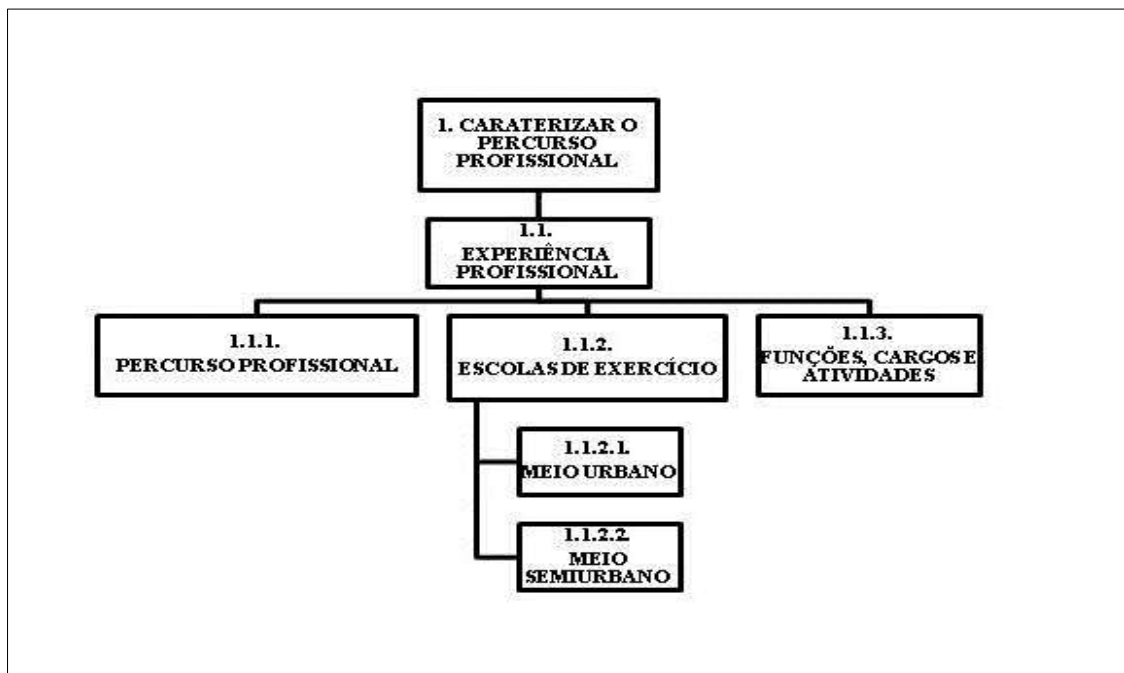 1. CARATERIZAR O
PERCURSO
PROFISSIONAL
1.1.
EXPERIÊNCIA
PROFISSIONAL
1.1.1.
PERCURSO PROFISSIONAL
1.1.2.
ESCOLAS DE EXERCÍCIO
1.1.3.
FUNÇÕES, CARGOS E
ATIVIDADES
1.1.2.1.
MEIO URBANO
1.1.2.2.
MEIO
SEMIURBANO